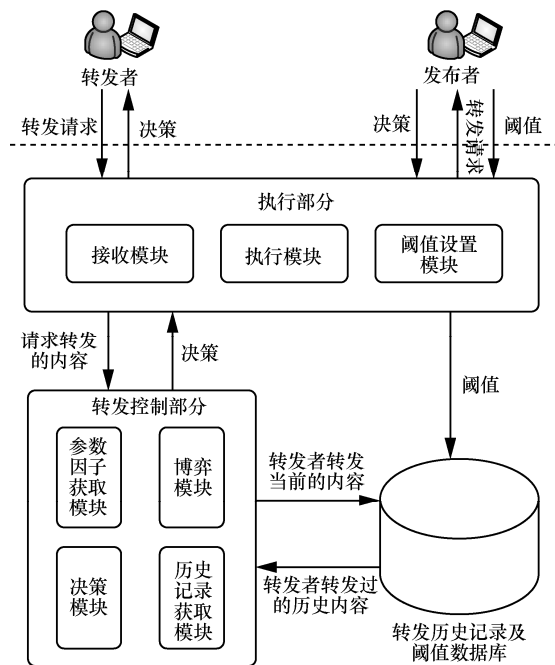 转发者
发布者
转发请求
决策
决策
转发请求
阈值
执行部分
接收模块
执行模块
阈值设置
模块
请求转发
的内容
决策
阈值
转发控制部分
参数
因子
获取
模块
博弈
模块
决策
模块
历史
记录
获取
模块
转发者转发
当前的内容
转发者转发过
的历史内容
转发历史记录及
阈值数据库